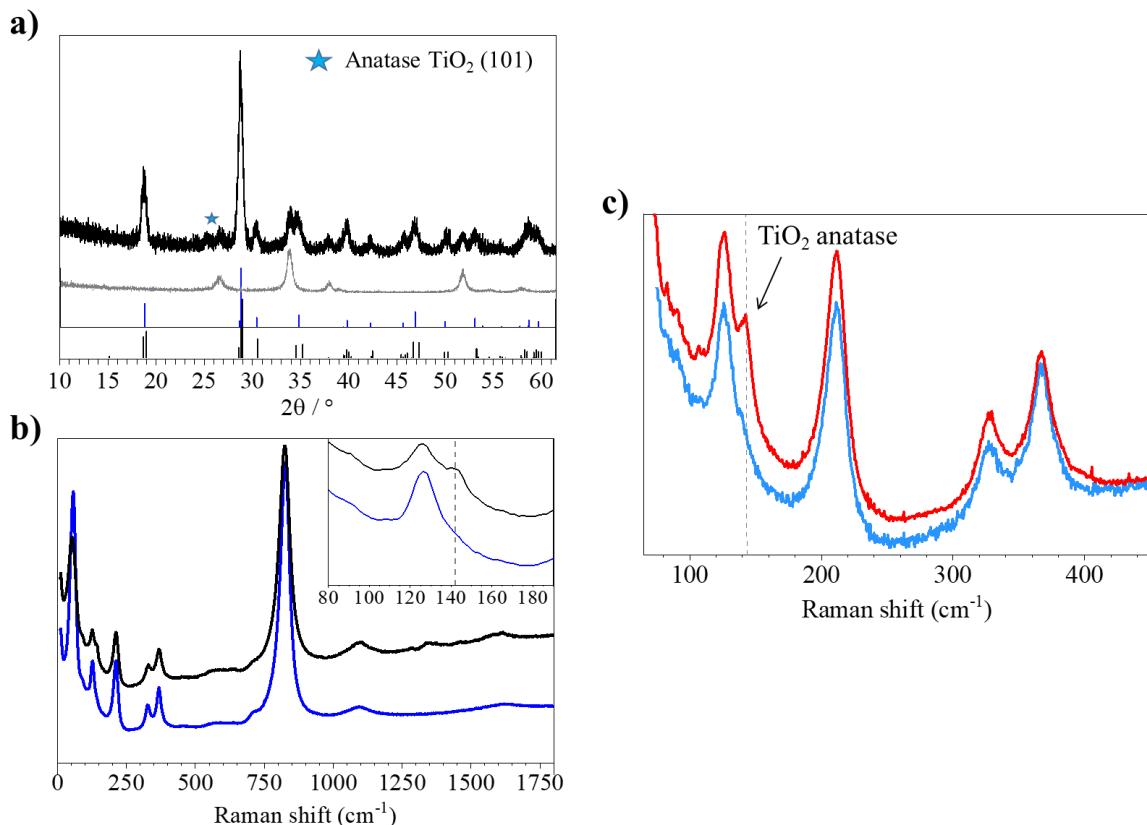 a)
Anatase TiO₂ (101)
10 15 20 25 30 35 40 45 50 55 60
2θ / °
b)
80 100 120 140 160 180
0 250 500 750 1000 1250 1500 1750
Raman shift (cm⁻¹)
c)
TiO₂ anatase
100 200 300 400
Raman shift (cm⁻¹)